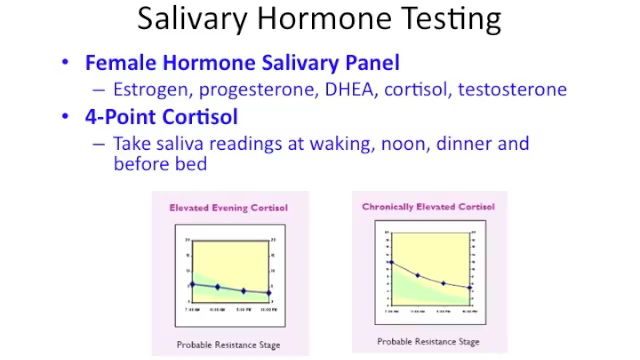 Salivary Hormone Testing
• Female Hormone Salivary Panel
– Estrogen, progesterone, DHEA, cortisol, testosterone
• 4-Point Cortisol
– Take saliva readings at waking, noon, dinner and
before bed
Elevated Evening Cortisol
Probable Resistance Stage
Chronically Elevated Cortisol
Probable Resistance Stage